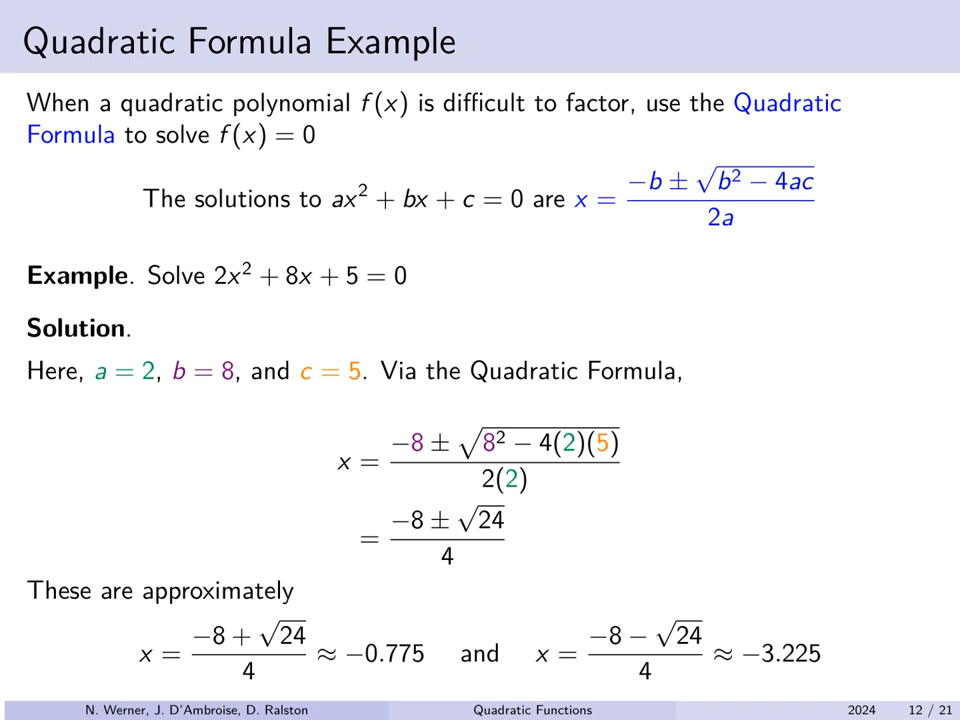 Quadratic Formula Example
When a quadratic polynomial f(x) is difficult to factor, use the Quadratic
Formula to solve f(x) = 0
The solutions to ax² + bx + c = 0 are x = (−b ± √(b² − 4ac)) / 2a
Example. Solve 2x² + 8x + 5 = 0
Solution.
Here, a = 2, b = 8, and c = 5. Via the Quadratic Formula,
x = (−8 ± √(8² − 4(2)(5))) / 2(2)
= (−8 ± √24) / 4
These are approximately
x = (−8 + √24) / 4 ≈ −0.775 and x = (−8 − √24) / 4 ≈ −3.225
N. Werner, J. D'Ambroise, D. Ralston Quadratic Functions 2024 12 / 21